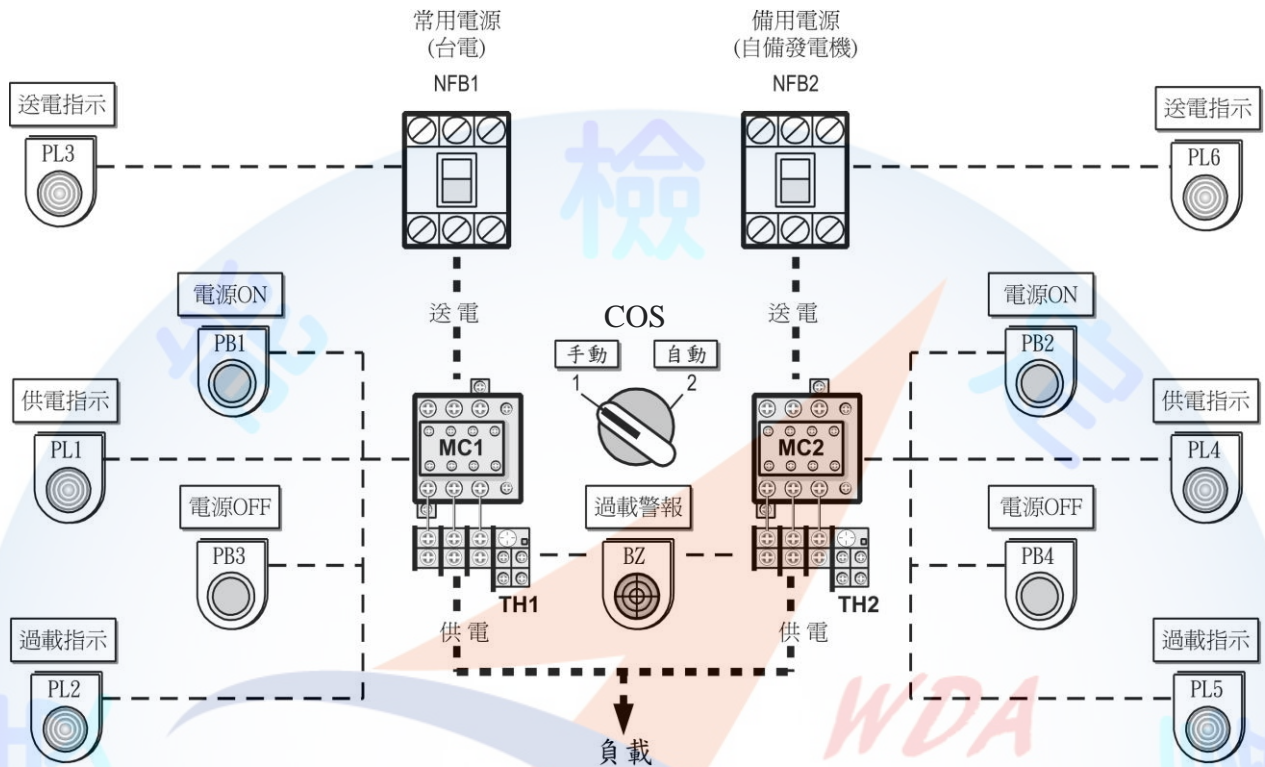 常用電源
(台電)
NFB1
備用電源
(自備發電機)
NFB2
送電指示
PL3
送電指示
PL6
檢
電源ON
PB1
送電
COS
手動
自動
1
2
送電
電源ON
PB2
供電指示
PL1
MC1
MC2
供電指示
PL4
電源OFF
PB3
過載警報
BZ
電源OFF
PB4
TH1
TH2
供電
供電
過載指示
PL2
過載指示
PL5
WDA
負載